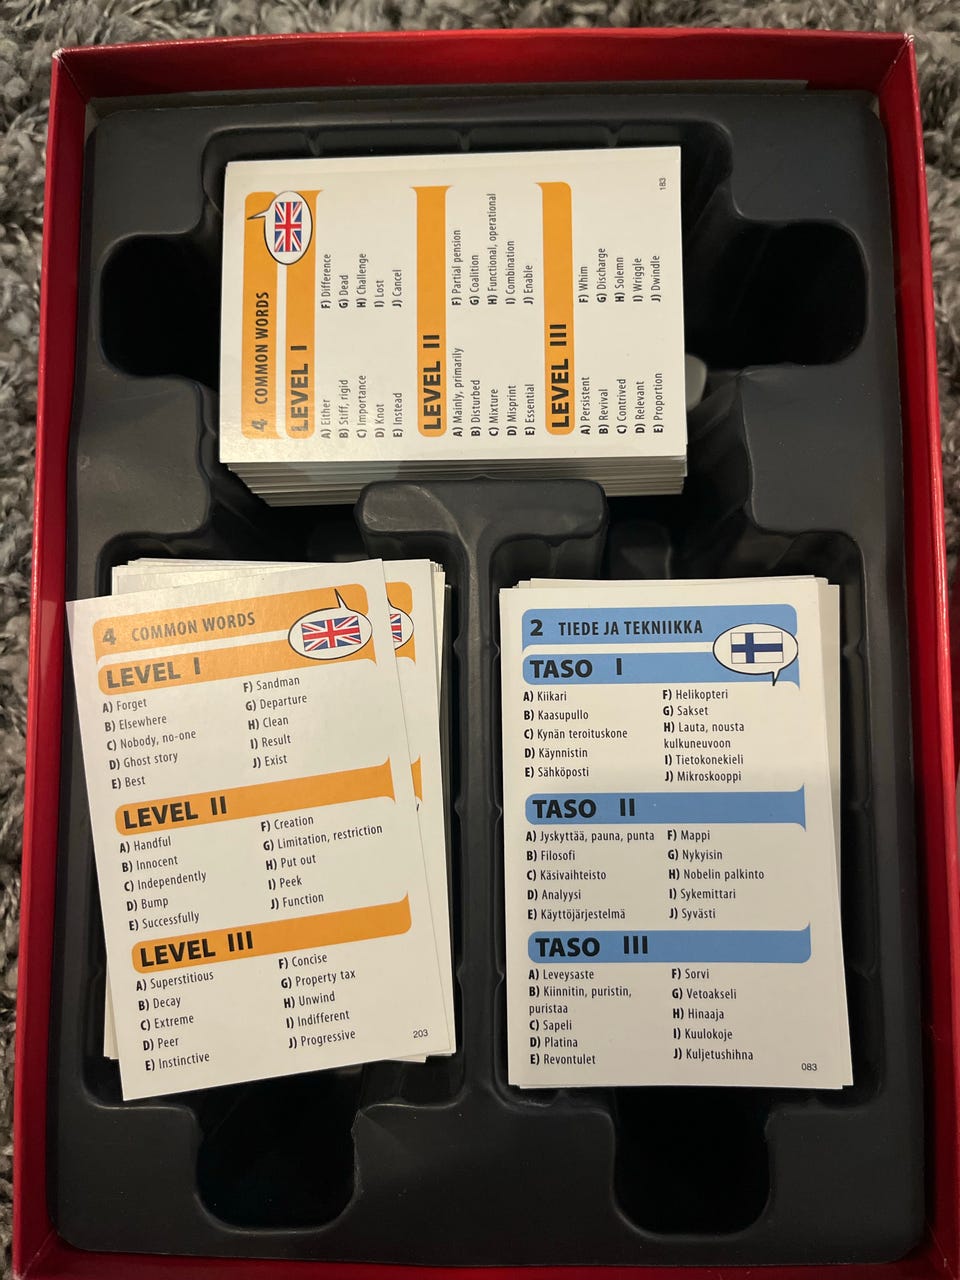 4 COMMON WORDS
LEVEL I
A) Either
B) Stiff, rigid
C) Importance
D) Knot
E) Instead
F) Difference
G) Dead
H) Challenge
I) Lost
J) Cancel
LEVEL II
A) Mainly, primarily
B) Disturbed
C) Mixture
D) Misprint
E) Essential
F) Partial pension
G) Coalition
H) Functional, operational
I) Combination
J) Enable
LEVEL III
A) Persistent
B) Revival
C) Contrived
D) Relevant
E) Proportion
F) Whim
G) Discharge
H) Solemn
I) Wriggle
J) Dwindle
183
4 COMMON WORDS
LEVEL I
A) Forget
B) Elsewhere
C) Nobody, no-one
D) Ghost story
E) Best
F) Sandman
G) Departure
H) Clean
I) Result
J) Exist
LEVEL II
A) Handful
B) Innocent
C) Independently
D) Bump
E) Successfully
F) Creation
G) Limitation, restriction
H) Put out
I) Peek
J) Function
LEVEL III
A) Superstitious
B) Decay
C) Extreme
D) Peer
E) Instinctive
F) Concise
G) Property tax
H) Unwind
I) Indifferent
J) Progressive
203
2 TIEDE JA TEKNIIKKA
TASO I
A) Kiikari
B) Kaasupullo
C) Kynän teroituskone
D) Käynnistin
E) Sähköposti
F) Helikopteri
G) Sakset
H) Lauta, nousta
kulkuneuvoon
I) Tietokonekieli
J) Mikroskooppi
TASO II
A) Jyskyttää, pauna, punta
B) Filosofi
C) Käsivaihteisto
D) Analyysi
E) Käyttöjärjestelmä
F) Mappi
G) Nykyisin
H) Nobelin palkinto
I) Sykemittari
J) Syvästi
TASO III
A) Leveysaste
B) Kiinnitin, puristin,
puristaa
C) Sapeli
D) Platina
E) Revontulet
F) Sorvi
G) Vetoakseli
H) Hinaaja
I) Kuulokoje
J) Kuljetushihna
083